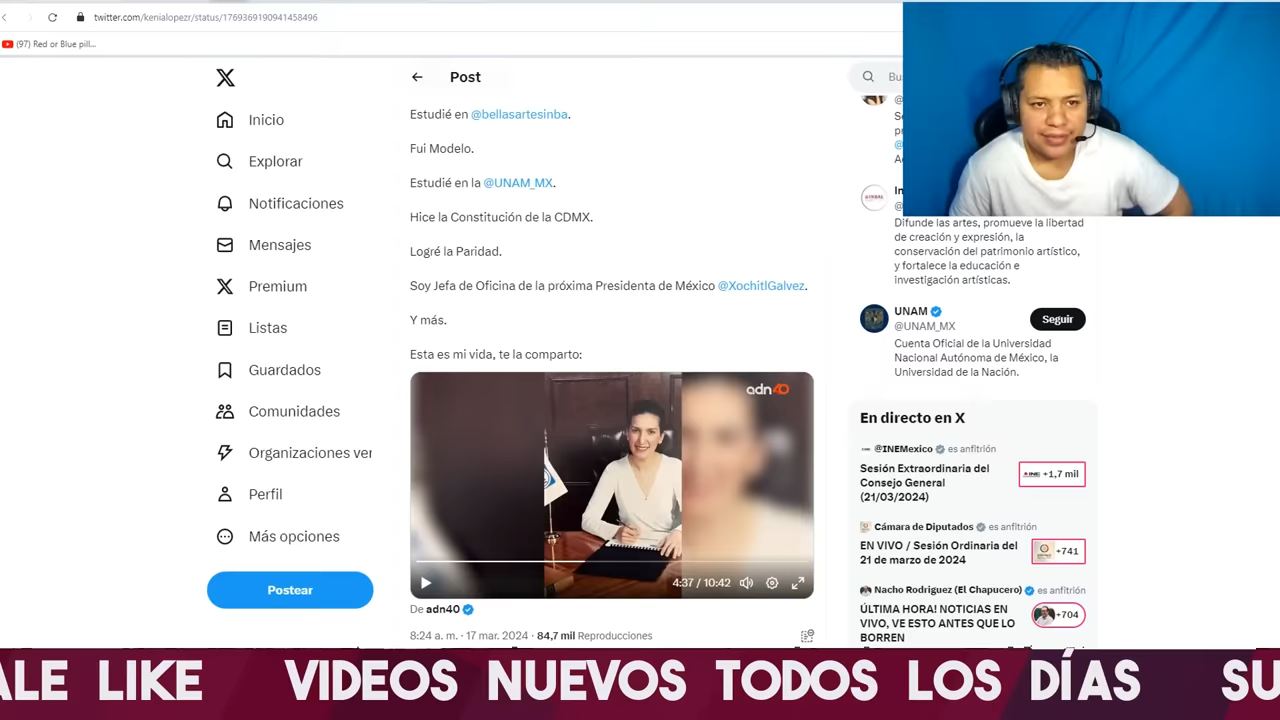 twitter.com/kenialopezr/status/1769369190941458496
(97) Red or Blue pill...
Inicio
Explorar
Notificaciones
Mensajes
Premium
Listas
Guardados
Comunidades
Organizaciones ver
Perfil
Más opciones
Postear
Post
Estudié en @bellasartesinba.
Fui Modelo.
Estudié en la @UNAM_MX.
Hice la Constitución de la CDMX.
Logré la Paridad.
Soy Jefa de Oficina de la próxima Presidenta de México @XochitlGalvez.
Y más.
Esta es mi vida, te la comparto:
adn40
4:37 / 10:42
De adn40
8:24 a. m. · 17 mar. 2024 · 84,7 mil Reproducciones
Difunde las artes, promueve la libertad
de creación y expresión, la
conservación del patrimonio artístico,
y fortalece la educación e
investigación artísticas.
UNAM
@UNAM_MX
Seguir
Cuenta Oficial de la Universidad
Nacional Autónoma de México, la
Universidad de la Nación.
En directo en X
@INEMexico es anfitrión
Sesión Extraordinaria del
Consejo General
(21/03/2024)
INE +1,7 mil
Cámara de Diputados es anfitrión
EN VIVO / Sesión Ordinaria del
21 de marzo de 2024
+741
Nacho Rodriguez (El Chapucero) es anfitrión
ÚLTIMA HORA! NOTICIAS EN
VIVO, VE ESTO ANTES QUE LO
BORREN
+704
ALE LIKE VIDEOS NUEVOS TODOS LOS DÍAS SU